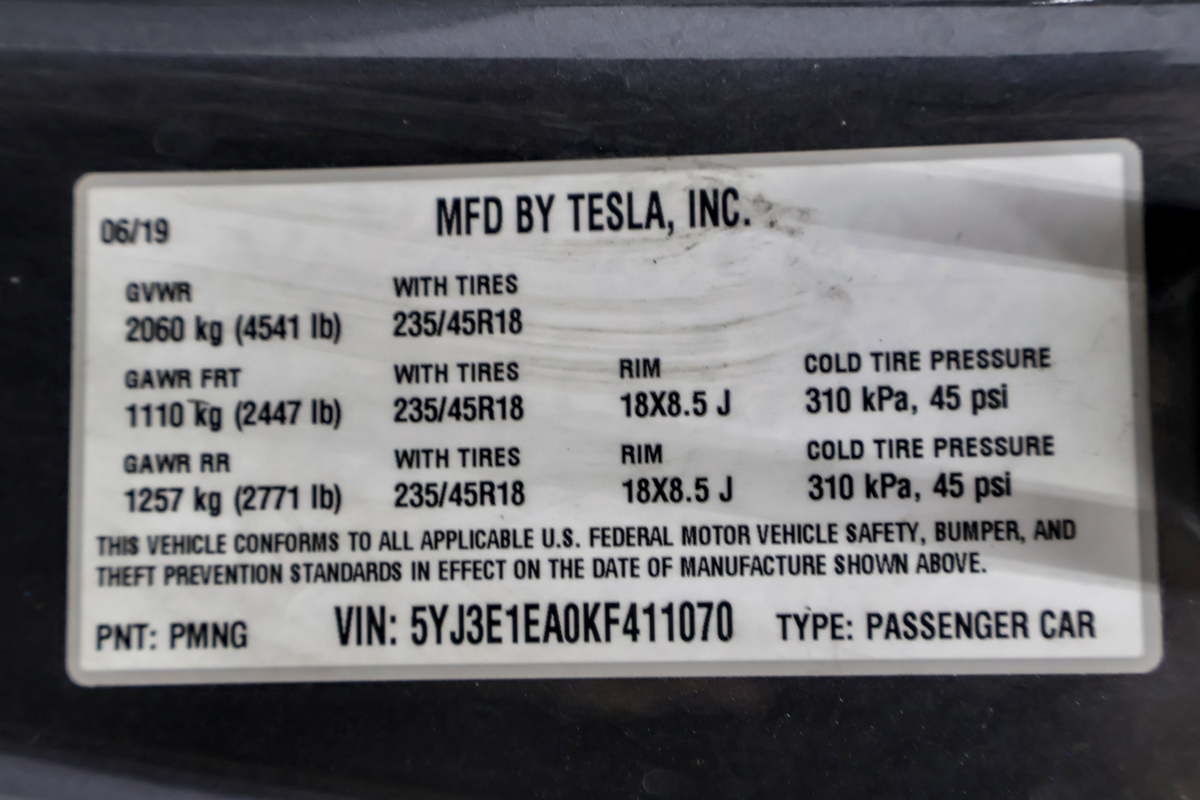 06/19 MFD BY TESLA, INC.
GVWR WITH TIRES
2060 kg (4541 lb) 235/45R18
GAWR FRT WITH TIRES RIM COLD TIRE PRESSURE
1110 kg (2447 lb) 235/45R18 18X8.5 J 310 kPa, 45 psi
GAWR RR WITH TIRES RIM COLD TIRE PRESSURE
1257 kg (2771 lb) 235/45R18 18X8.5 J 310 kPa, 45 psi
THIS VEHICLE CONFORMS TO ALL APPLICABLE U.S. FEDERAL MOTOR VEHICLE SAFETY, BUMPER, AND
THEFT PREVENTION STANDARDS IN EFFECT ON THE DATE OF MANUFACTURE SHOWN ABOVE.
PNT: PMNG VIN: 5YJ3E1EA0KF411070 TYPE: PASSENGER CAR